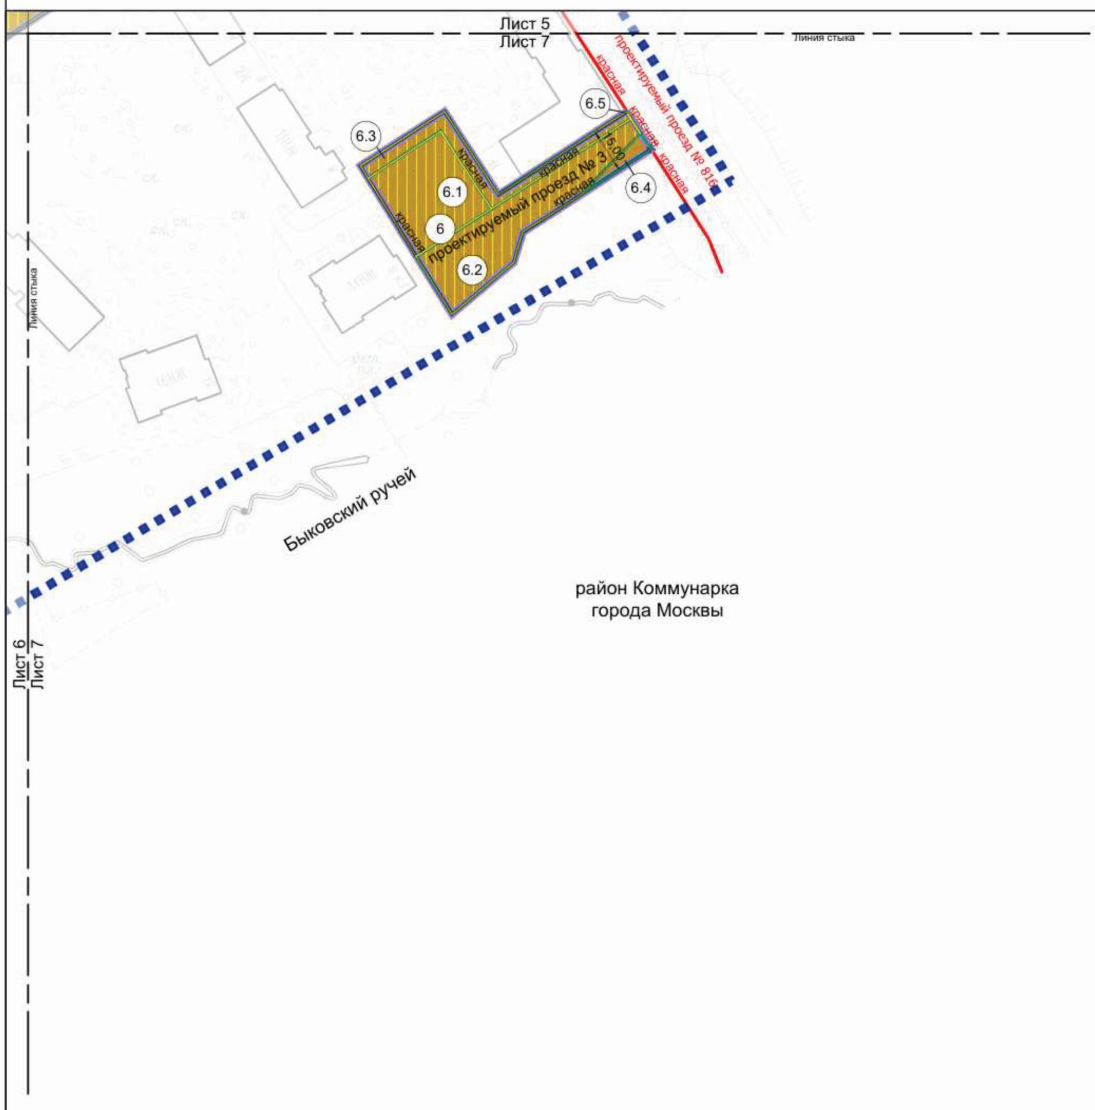 Лист 5
Лист 7
Линия стыка
красная
проектируемый проезд № 816
красная
красная
6.5
15.00
6.3
красная
красная
6.1
проектируемый проезд № 3
6.4
красная
6
красная
6.2
Линия стыка
Быковский ручей
район Коммунарка
города Москвы
Лист 6
Лист 7